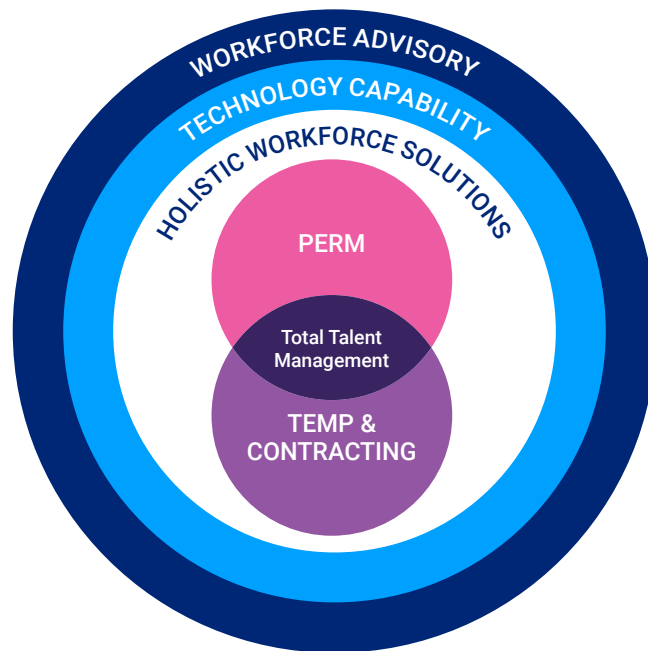 WORKFORCE ADVISORY
TECHNOLOGY CAPABILITY
HOLISTIC WORKFORCE SOLUTIONS
PERM
Total Talent
Management
TEMP &
CONTRACTING